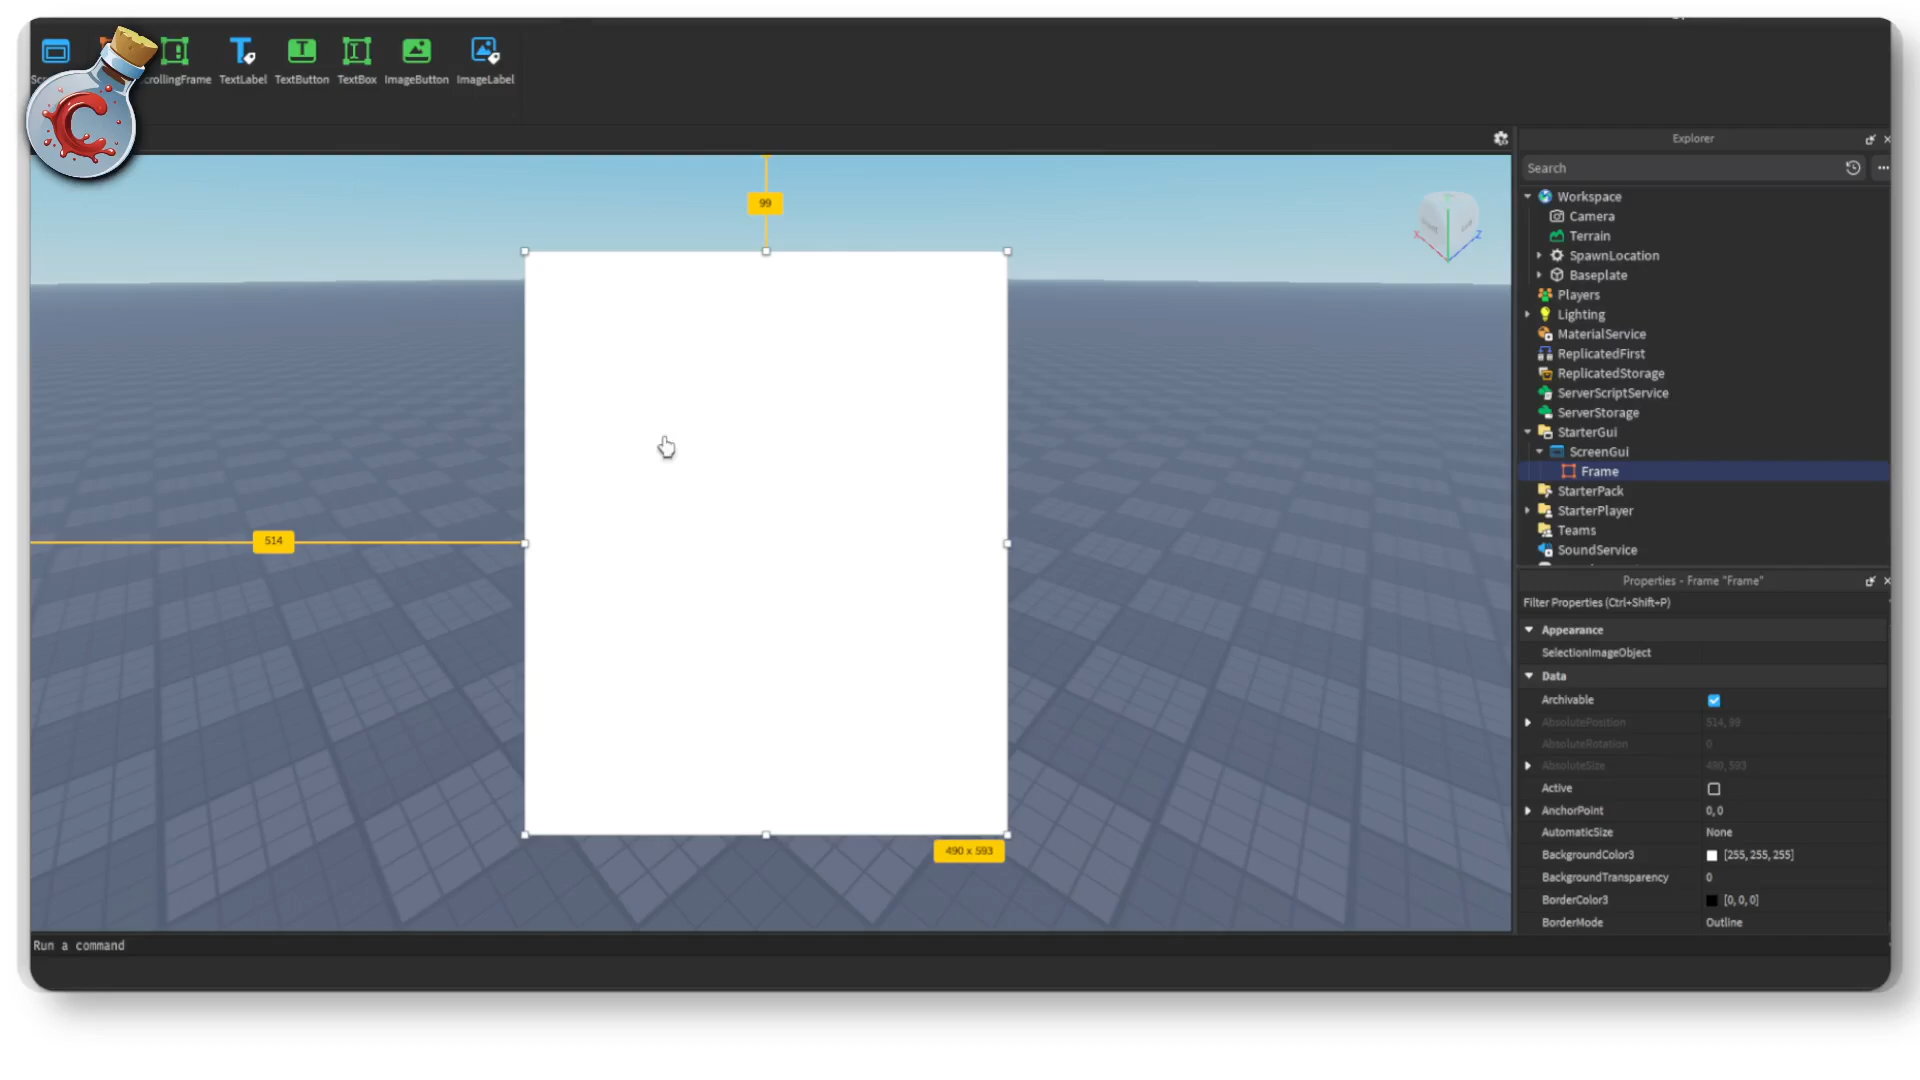 ScrollingFrame
TextLabel
TextButton
TextBox
ImageButton
ImageLabel
Explorer
Search
Workspace
Camera
Terrain
SpawnLocation
Baseplate
Players
Lighting
MaterialService
ReplicatedFirst
ReplicatedStorage
ServerScriptService
ServerStorage
StarterGui
ScreenGui
Frame
StarterPack
StarterPlayer
Teams
SoundService
99
514
490 x 593
X
Z
C
Properties - Frame "Frame"
Filter Properties (Ctrl+Shift+P)
Appearance
SelectionImageObject
Data
Archivable
AbsolutePosition 514, 99
AbsoluteRotation 0
AbsoluteSize 490, 593
Active
AnchorPoint 0, 0
AutomaticSize None
BackgroundColor3 [255, 255, 255]
BackgroundTransparency 0
BorderColor3 [0, 0, 0]
BorderMode Outline
Run a command